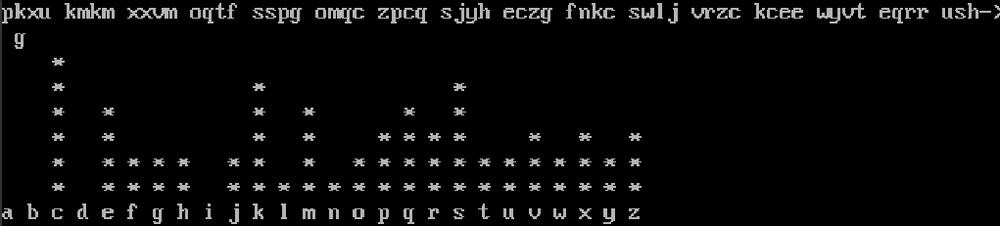 pkxu kmkm xxvm oqtf sspg omqc zpcq sjyh eczg fnkc swlj vrzc kcee wyvt eqrr ush->
 g
    *
    *               *               *
    *   *           *   *       *   *
    *   *           *   *     * * * *     *   *   *
    *   * * * *   * *   *   * * * * * * * * * * * *
    *   * * * *   * * * * * * * * * * * * * * * * *
a b c d e f g h i j k l m n o p q r s t u v w x y z